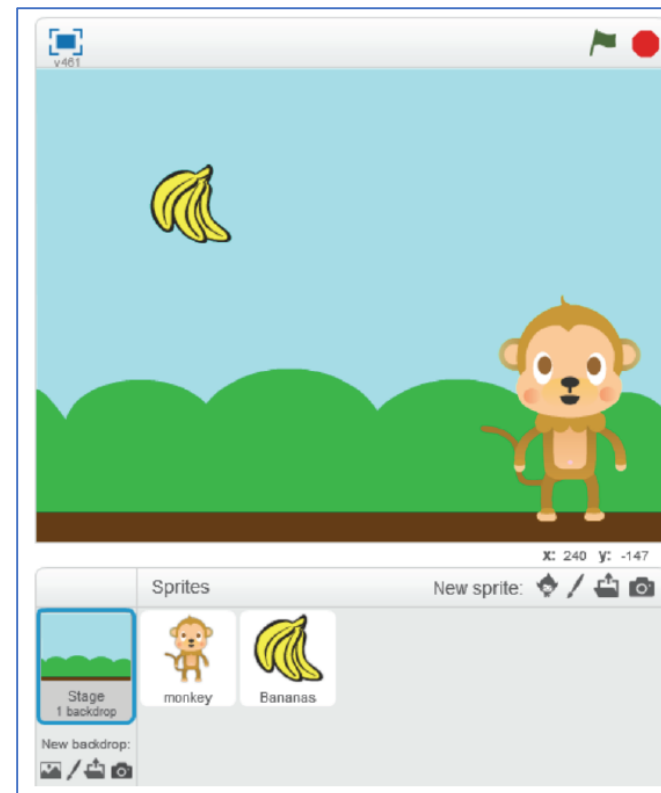 v461
x: 240 y: -147
Sprites New sprite:
Stage
1 backdrop
monkey Bananas
New backdrop: